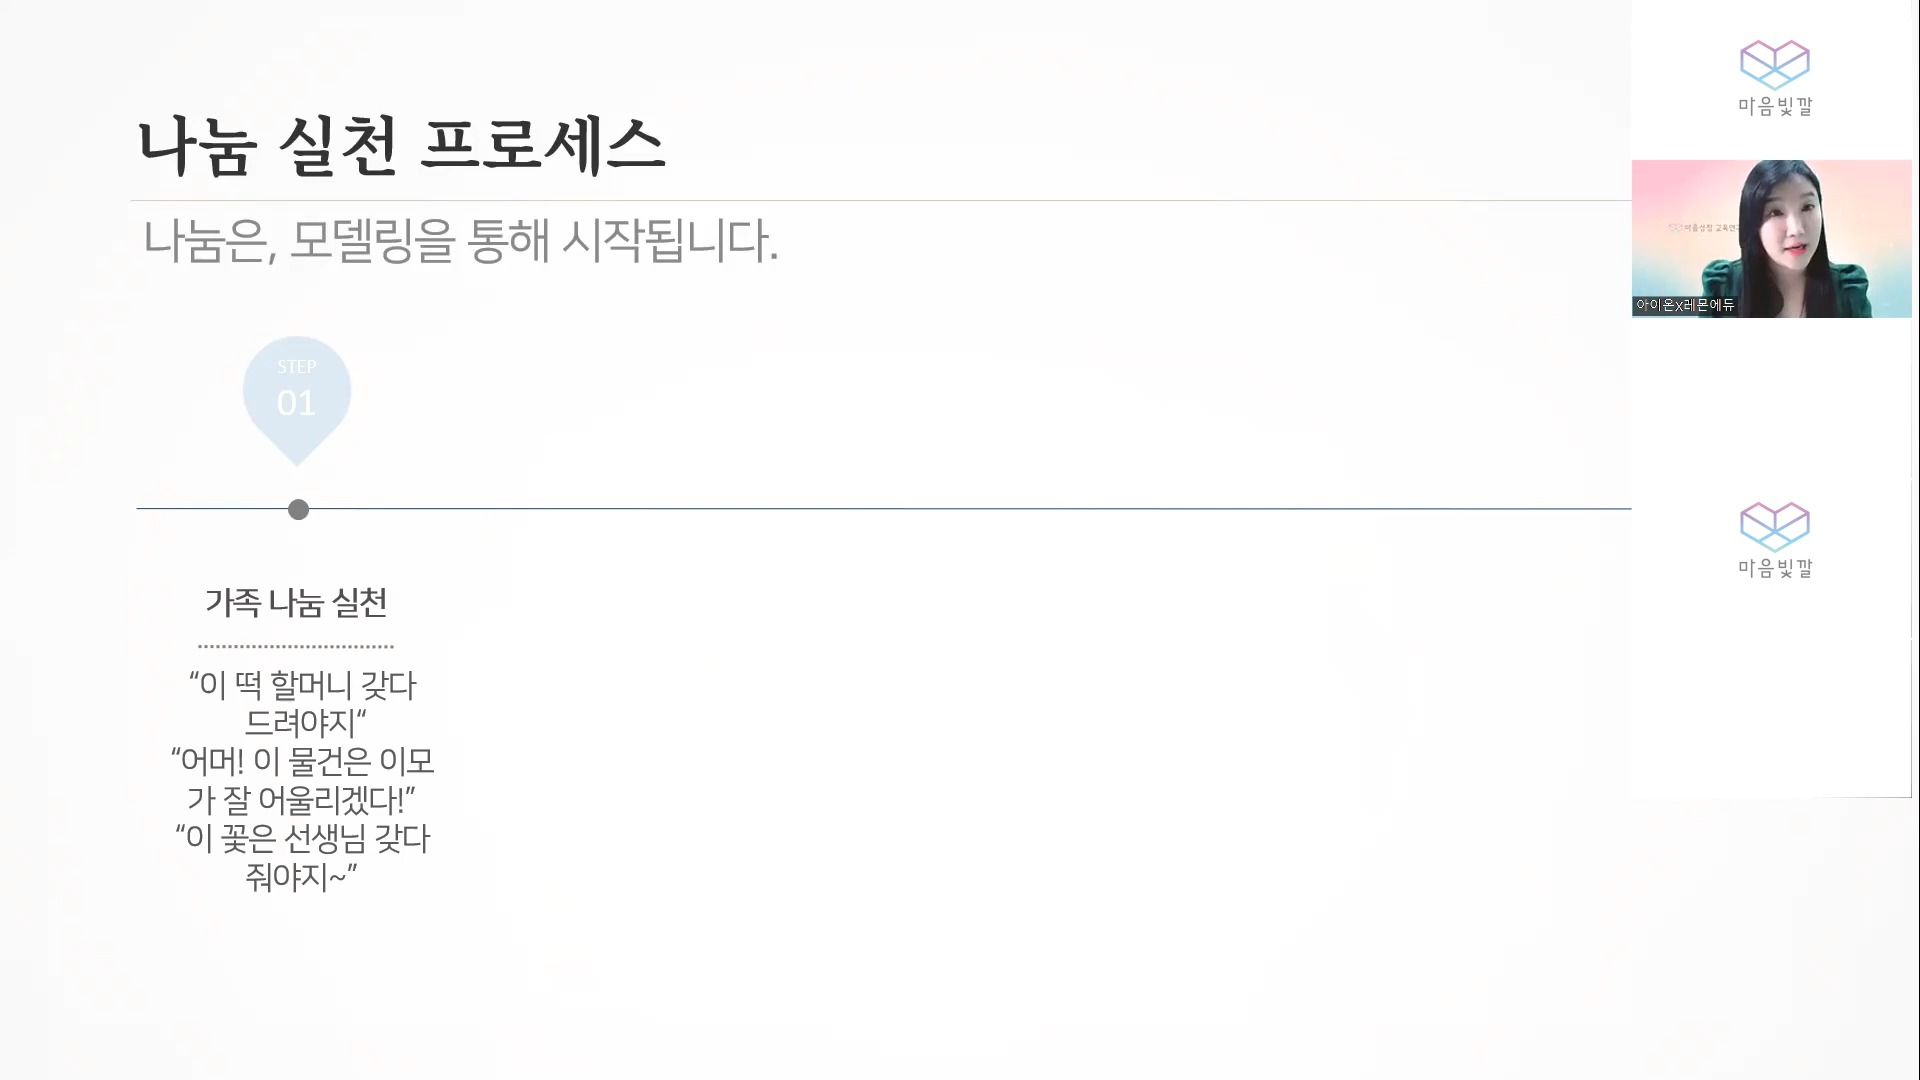 나눔 실천 프로세스
나눔은, 모델링을 통해 시작됩니다.
STEP
01
가족 나눔 실천
“이 떡 할머니 갖다
드려야지“
“어머! 이 물건은 이모
가 잘 어울리겠다!”
“이 꽃은 선생님 갖다
줘야지~”
마음빛깔
아이온x레몬에듀
마음빛깔